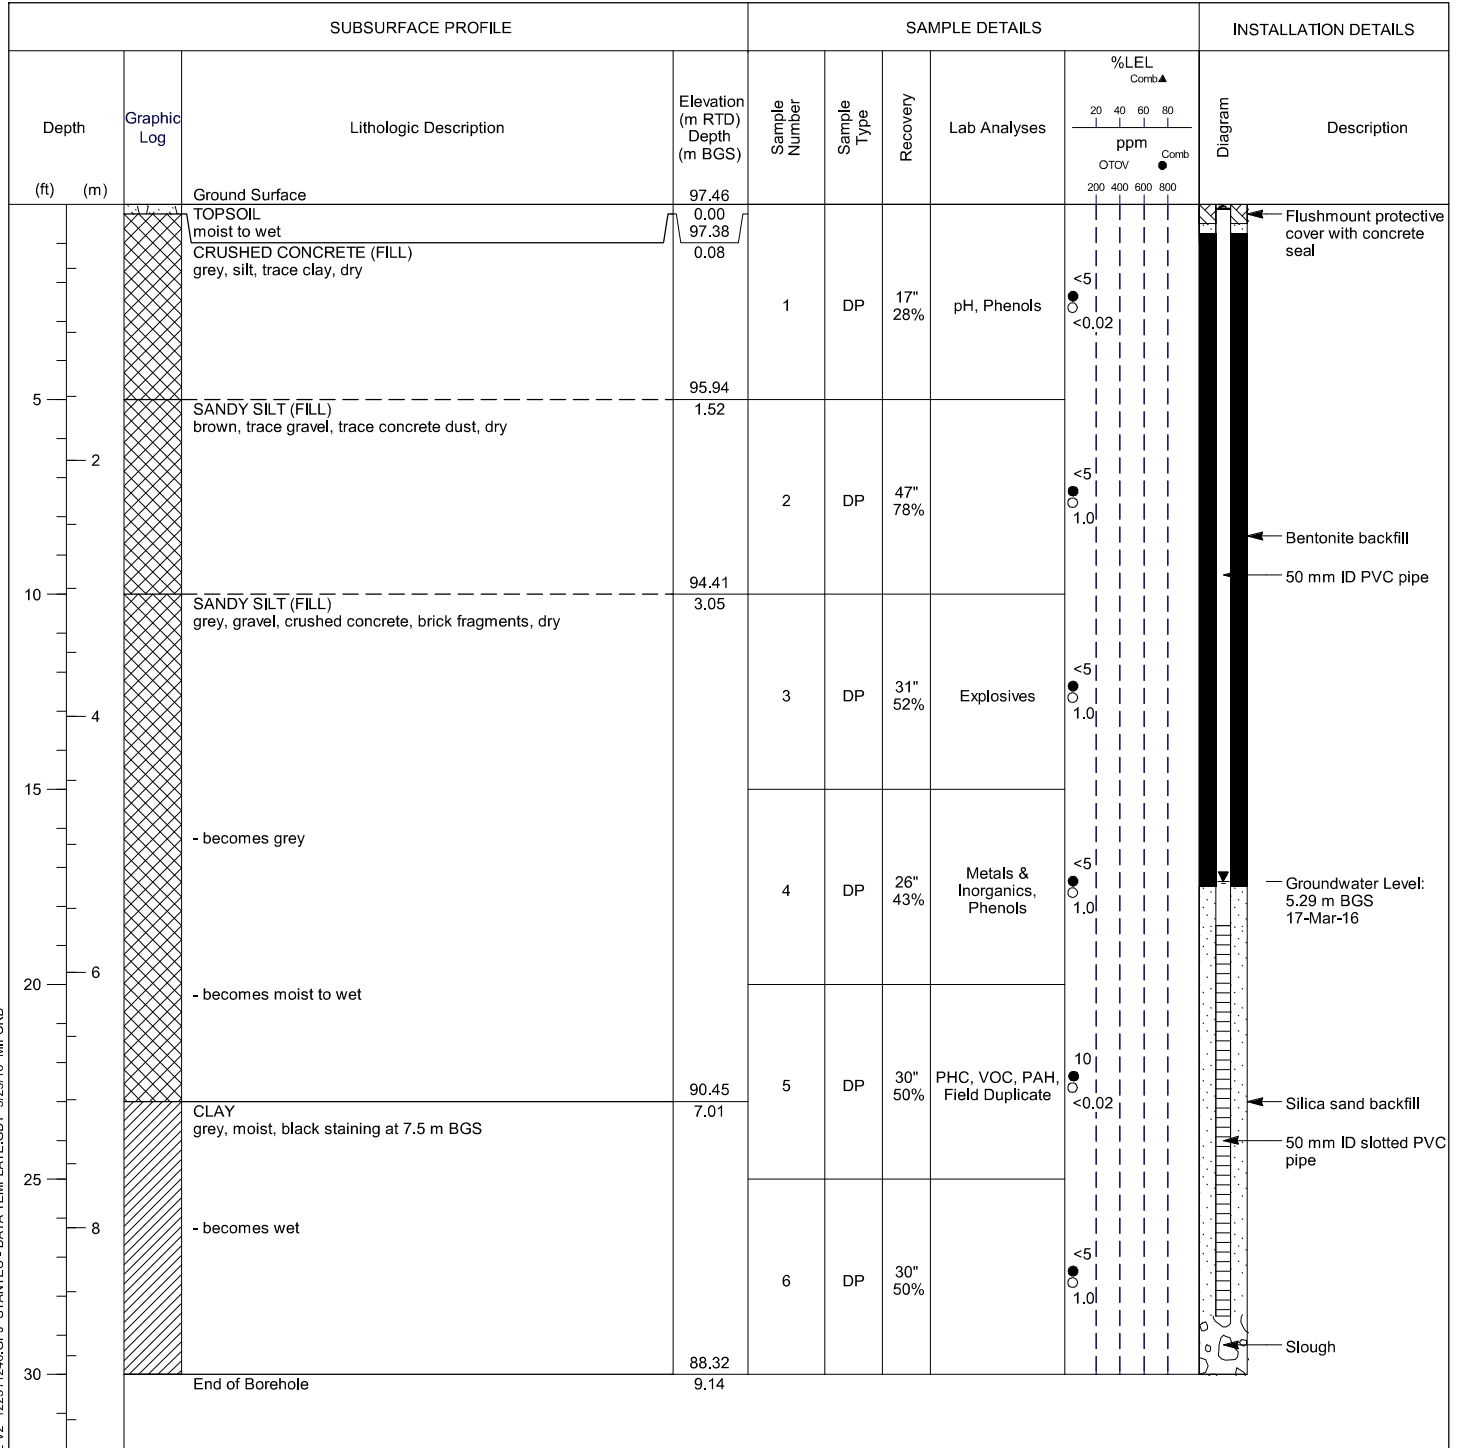 SUBSURFACE PROFILE
SAMPLE DETAILS
INSTALLATION DETAILS
Depth
(ft) (m)
Graphic
Log
Lithologic Description
Elevation
(m RTD)
Depth
(m BGS)
Sample
Number
Sample
Type
Recovery
Lab Analyses
%LEL
Comb▲
20 40 60 80
ppm
OTOV
● Comb
200 400 600 800
Diagram
Description
Ground Surface 97.46
TOPSOIL 0.00
moist to wet 97.38
CRUSHED CONCRETE (FILL) 0.08
grey, silt, trace clay, dry
95.94
SANDY SILT (FILL) 1.52
brown, trace gravel, trace concrete dust, dry
94.41
SANDY SILT (FILL) 3.05
grey, gravel, crushed concrete, brick fragments, dry
- becomes grey
- becomes moist to wet
90.45
CLAY 7.01
grey, moist, black staining at 7.5 m BGS
- becomes wet
88.32
End of Borehole 9.14
5
10
15
20
25
30
2
4
6
8
1 DP 17"
28%
pH, Phenols
<5
<0.02
2 DP 47"
78%
<5
1.0
3 DP 31"
52%
Explosives
<5
1.0
4 DP 26"
43%
Metals &
Inorganics,
Phenols
<5
1.0
5 DP 30"
50%
PHC, VOC, PAH,
Field Duplicate
10
<0.02
6 DP 30"
50%
<5
1.0
Flushmount protective
cover with concrete
seal
Bentonite backfill
50 mm ID PVC pipe
Groundwater Level:
5.29 m BGS
17-Mar-16
Silica sand backfill
50 mm ID slotted PVC
pipe
Slough